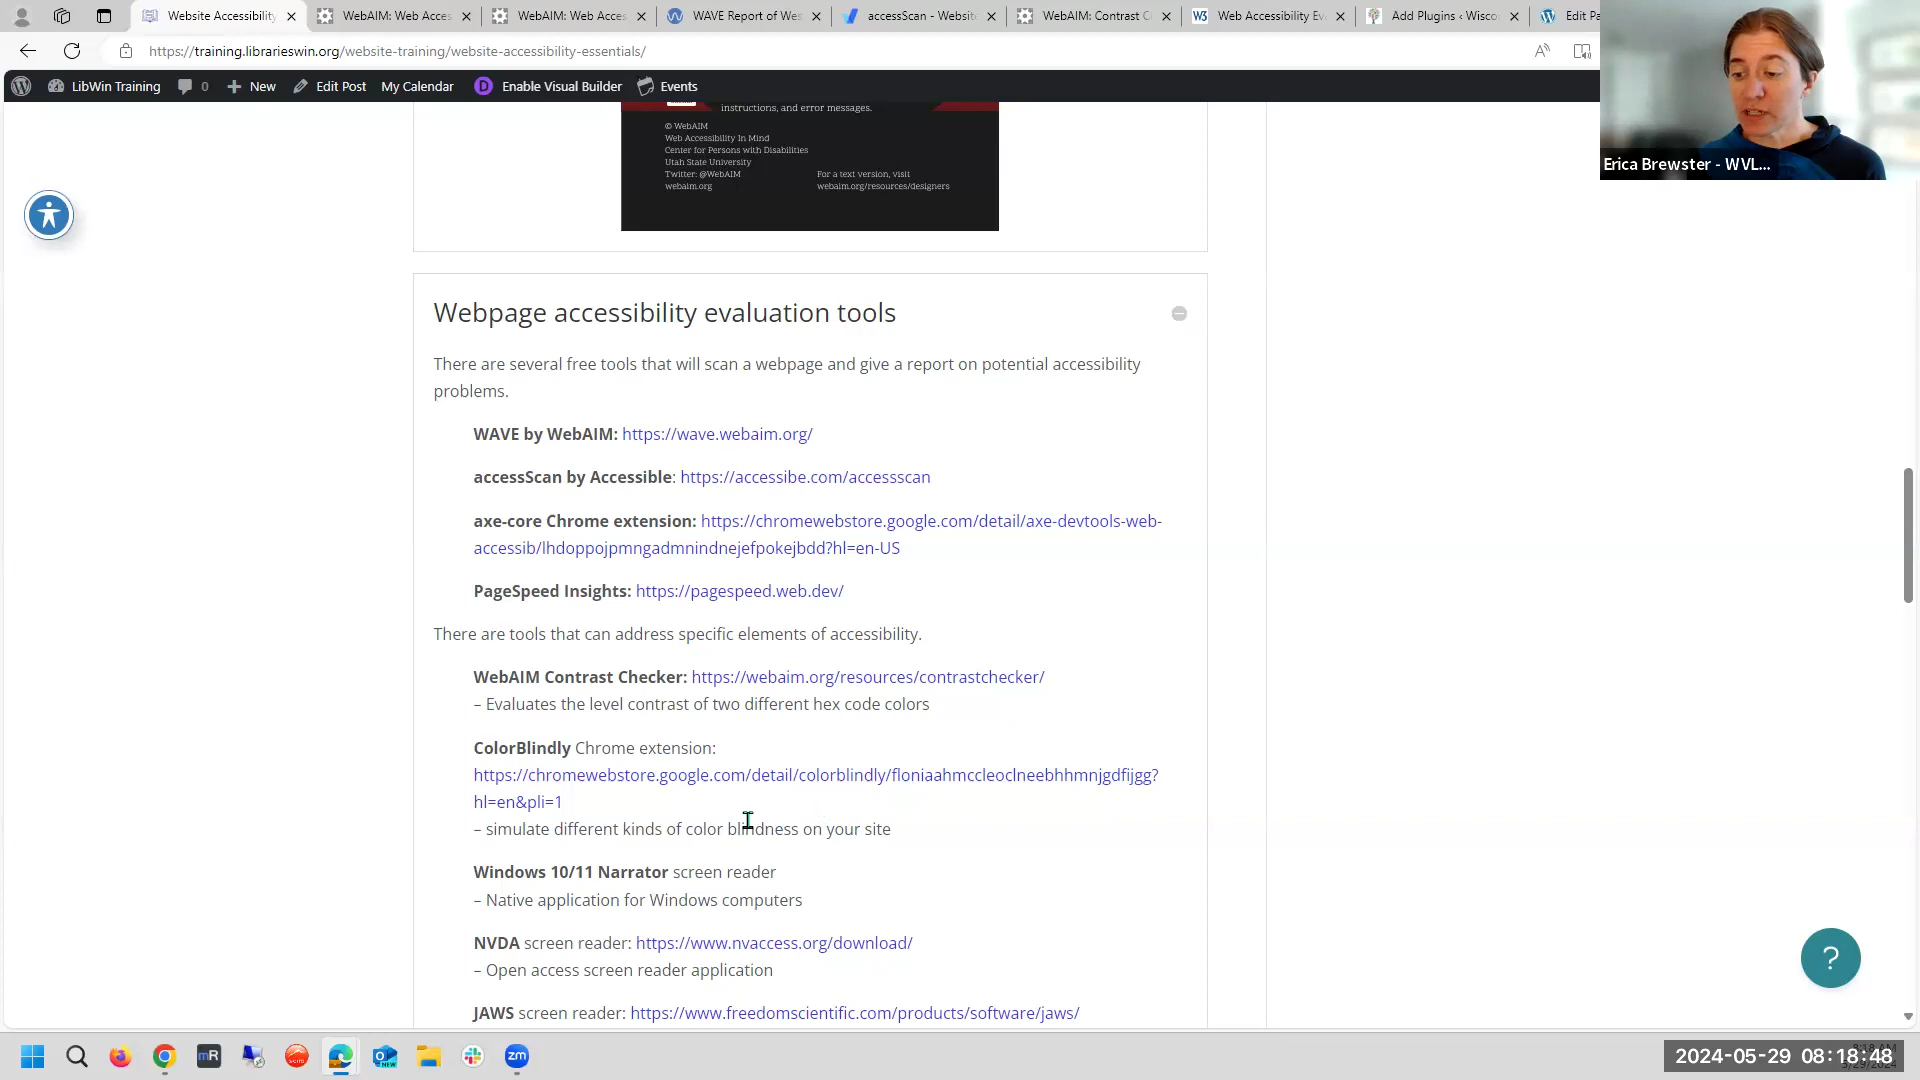 Website Accessibility
WebAIM: Web Acces
WebAIM: Web Acces
WAVE Report of Wes
accessScan - Website
WebAIM: Contrast C
Web Accessibility Ev
Add Plugins ‹ Wisco
Edit Pa
https://training.librarieswin.org/website-training/website-accessibility-essentials/
LibWin Training
0
New
Edit Post
My Calendar
Enable Visual Builder
Events
Erica Brewster - WVL...
instructions, and error messages.
© WebAIM
Web Accessibility In Mind
Center for Persons with Disabilities
Utah State University
Twitter: @WebAIM
webaim.org
For a text version, visit
webaim.org/resources/designers
Webpage accessibility evaluation tools
There are several free tools that will scan a webpage and give a report on potential accessibility
problems.
WAVE by WebAIM: https://wave.webaim.org/
accessScan by Accessible: https://accessibe.com/accessscan
axe-core Chrome extension: https://chromewebstore.google.com/detail/axe-devtools-web-
accessib/lhdoppojpmngadmnindnejefpokejbdd?hl=en-US
PageSpeed Insights: https://pagespeed.web.dev/
There are tools that can address specific elements of accessibility.
WebAIM Contrast Checker: https://webaim.org/resources/contrastchecker/
– Evaluates the level contrast of two different hex code colors
ColorBlindly Chrome extension:
https://chromewebstore.google.com/detail/colorblindly/floniaahmccleoclneebhhmnjgdfijgg?
hl=en&pli=1
– simulate different kinds of color blindness on your site
Windows 10/11 Narrator screen reader
– Native application for Windows computers
NVDA screen reader: https://www.nvaccess.org/download/
– Open access screen reader application
JAWS screen reader: https://www.freedomscientific.com/products/software/jaws/
?
mR
zm
2024-05-29 08:18:48